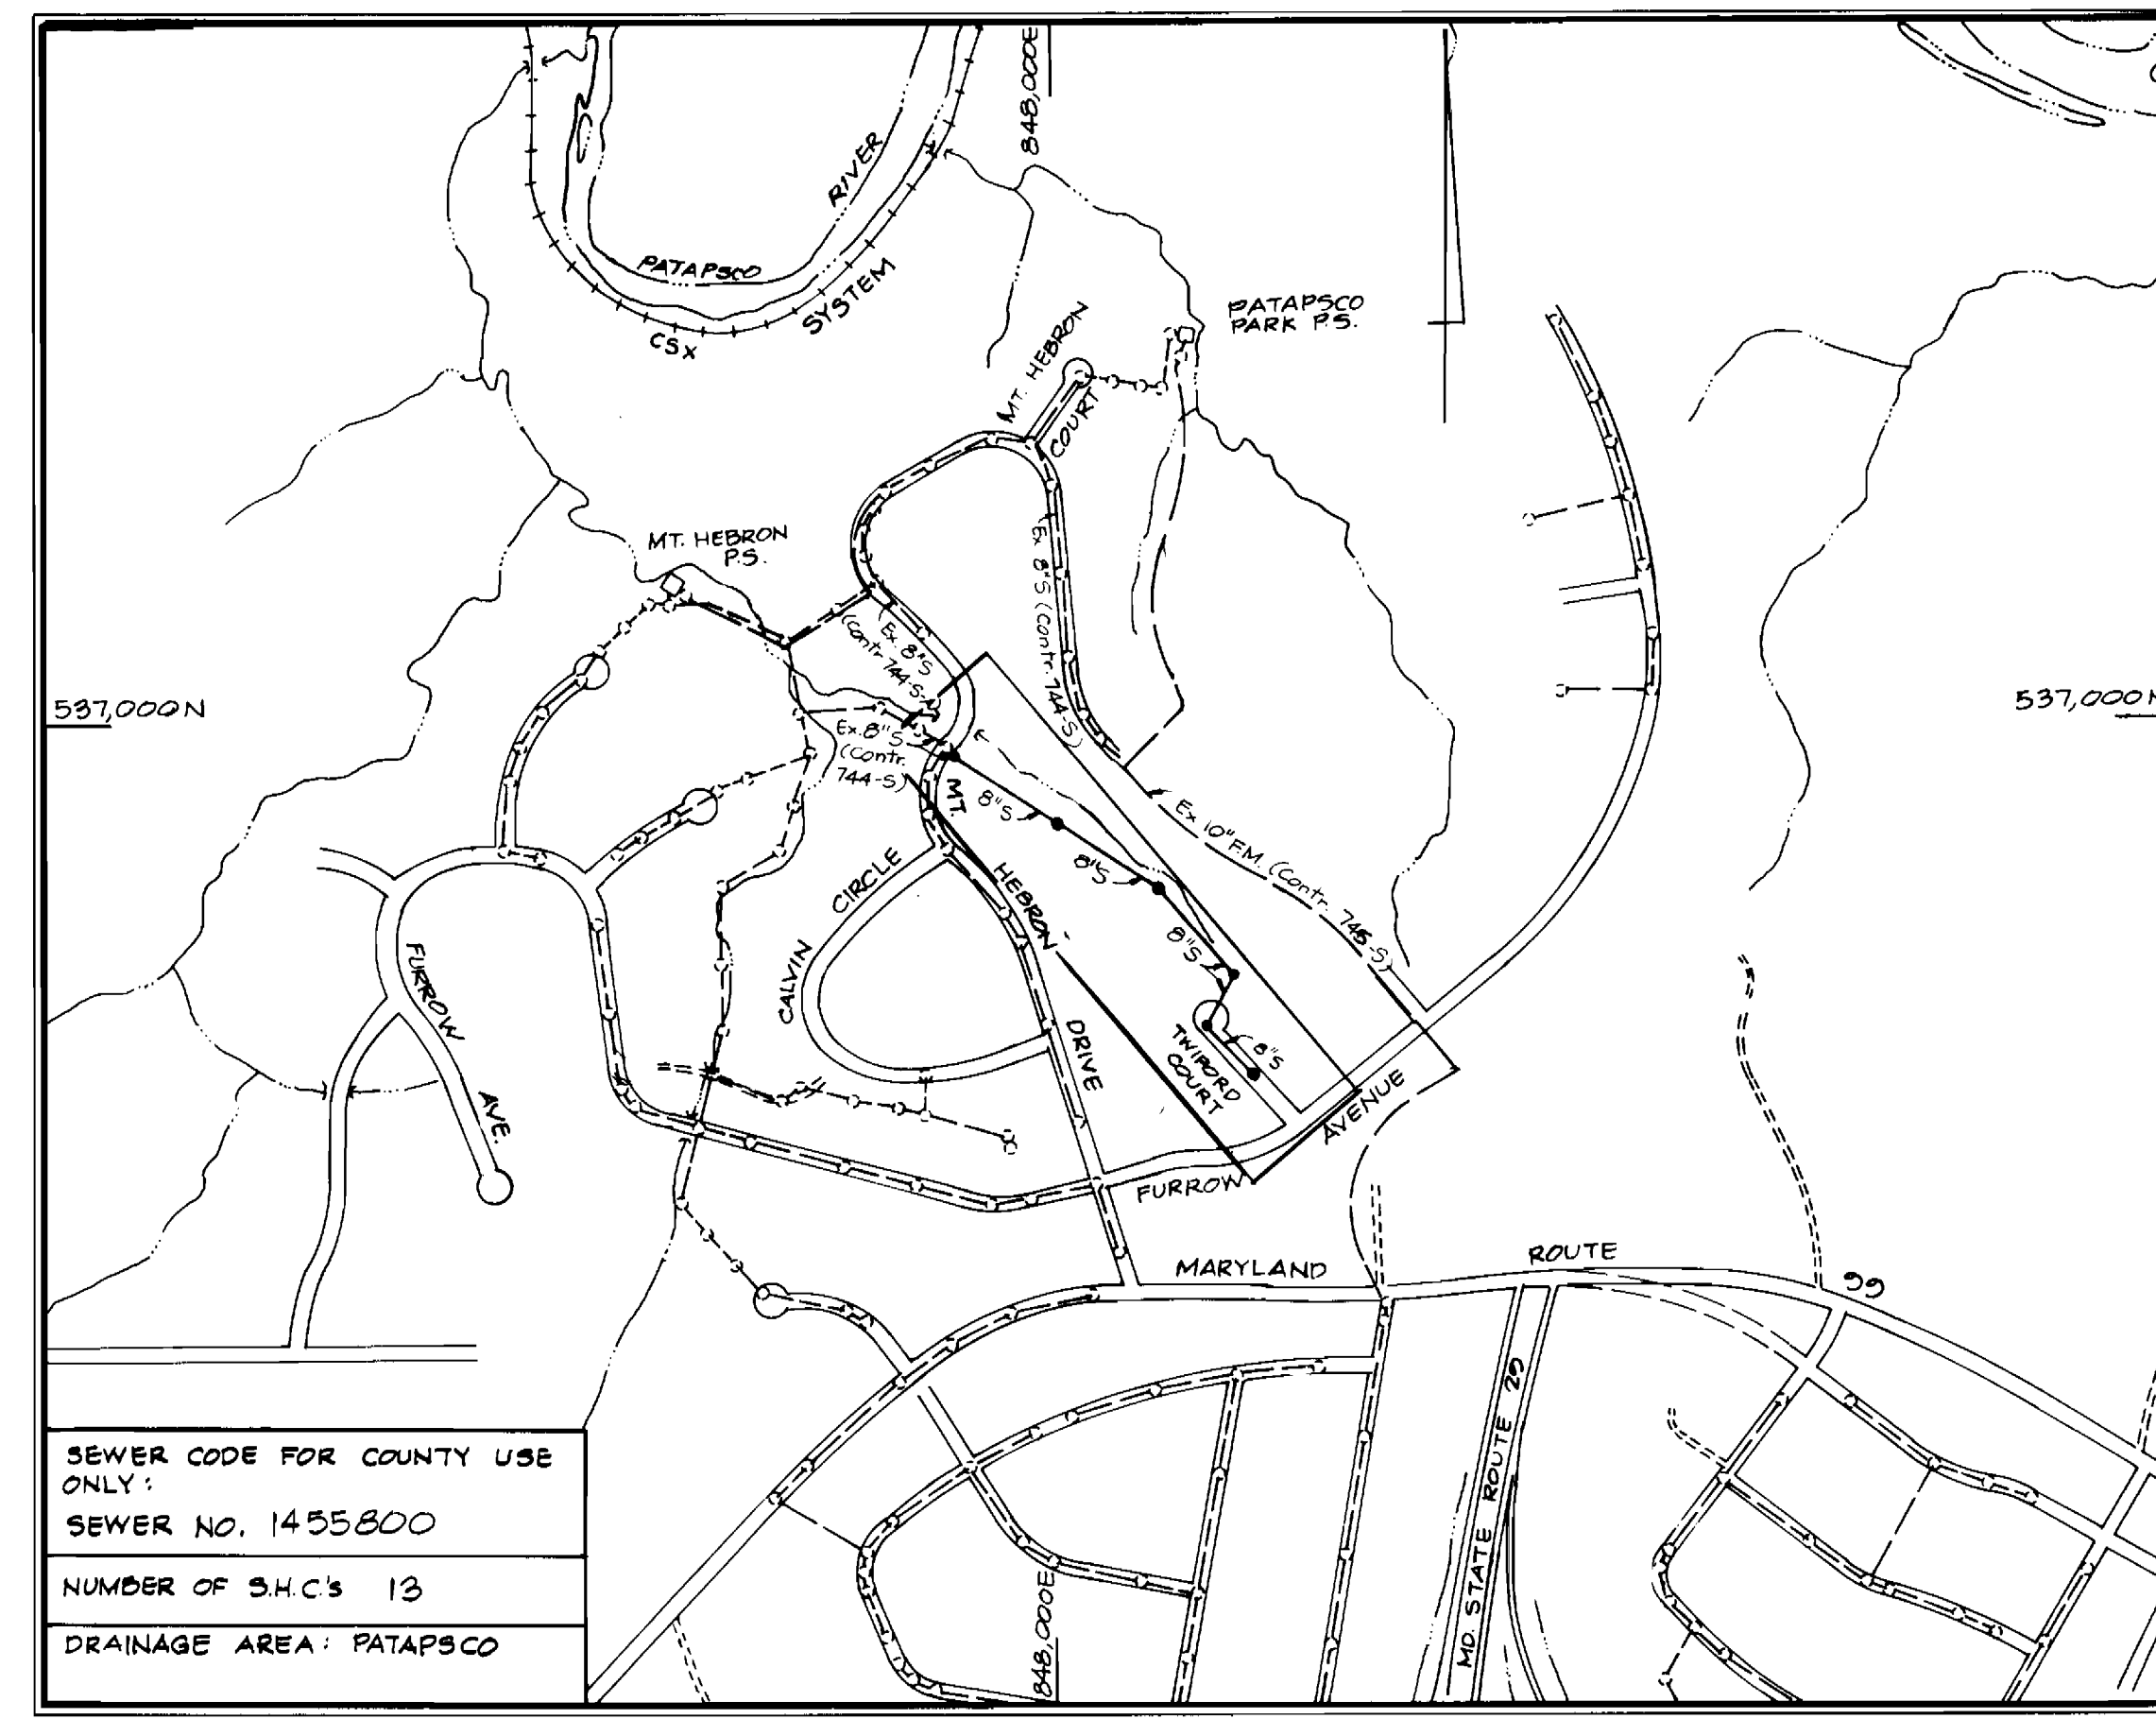 848,000E
RIVER
PATAPSCO
SYSTEM
CSX
PATAPSCO
PARK P.S.
MT. HEBRON
COURT
MT. HEBRON
P.S.
Ex 8"S (Contr. 744-S)
Ex. 8"S
(Contr. 744-S)
537,000N
537,000N
Ex. 8"S
(Contr.
744-S)
MT.
HEBRON
DRIVE
8"S
8"S
8"S
8"S
Ex 10" F.M. (Contr. 745-S)
CIRCLE
CALVIN
FURROW
AVE.
TWIFORD
COURT
AVENUE
FURROW
MARYLAND
ROUTE
99
MD. STATE ROUTE 29
848,000E
SEWER CODE FOR COUNTY USE
ONLY:
SEWER NO. 1455800
NUMBER OF S.H.C.'s 13
DRAINAGE AREA: PATAPSCO